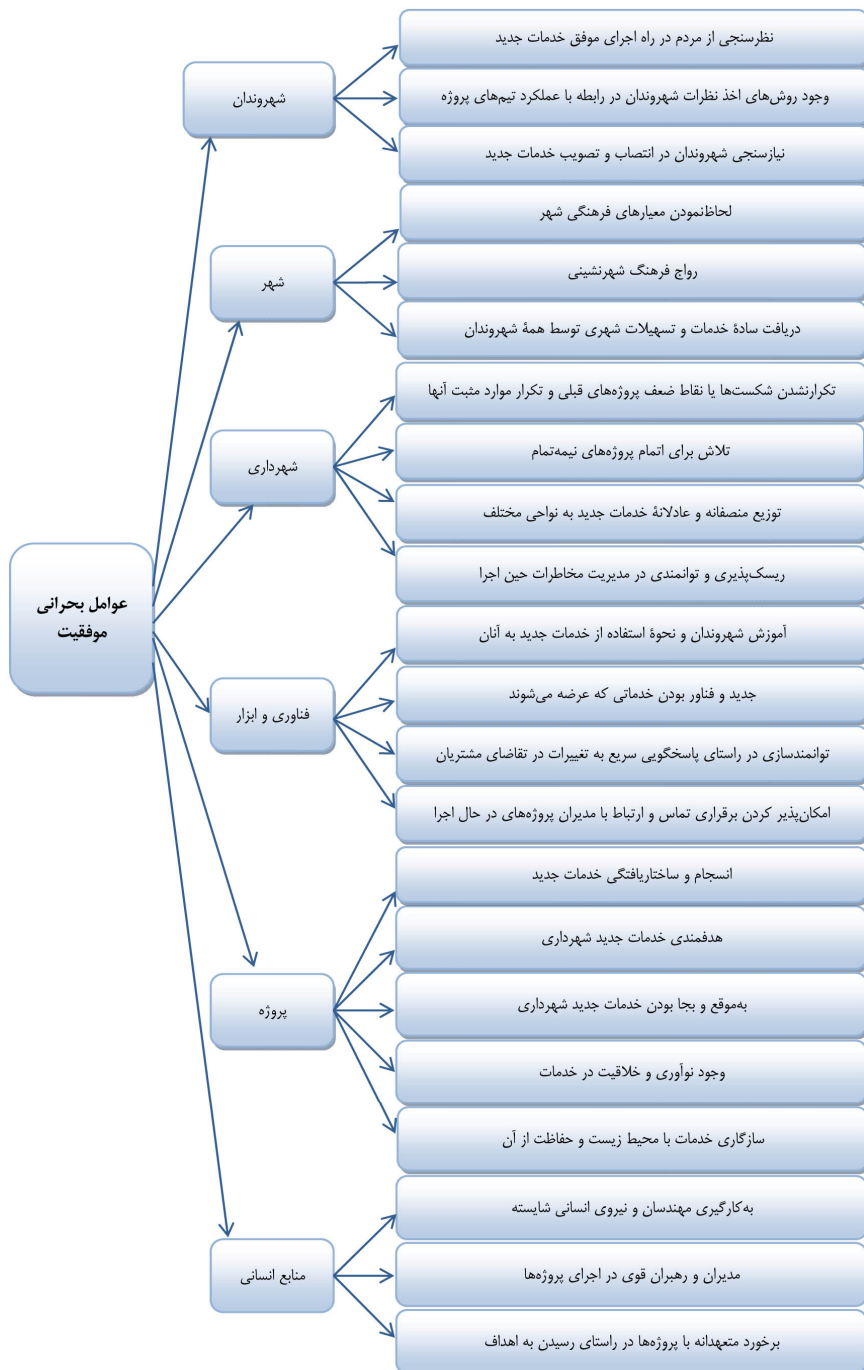 عوامل بحرانی
موفقیت
شهروندان
نظرسنجی از مردم در راه اجرای موفق خدمات جدید
وجود روش‌های اخذ نظرات شهروندان در رابطه با عملکرد تیم‌های پروژه
نیازسنجی شهروندان در انتصاب و تصویب خدمات جدید
شهر
لحاظ‌نمودن معیارهای فرهنگی شهر
رواج فرهنگ شهرنشینی
دریافت سادۀ خدمات و تسهیلات شهری توسط همۀ شهروندان
شهرداری
تکرارنشدن شکست‌ها یا نقاط ضعف پروژه‌های قبلی و تکرار موارد مثبت آنها
تلاش برای اتمام پروژه‌های نیمه‌تمام
توزیع منصفانه و عادلانۀ خدمات جدید به نواحی مختلف
ریسک‌پذیری و توانمندی در مدیریت مخاطرات حین اجرا
فناوری و ابزار
آموزش شهروندان و نحوۀ استفاده از خدمات جدید به آنان
جدید و فناور بودن خدماتی که عرضه می‌شوند
توانمندسازی در راستای پاسخگویی سریع به تغییرات در تقاضای مشتریان
امکان‌پذیر کردن برقراری تماس و ارتباط با مدیران پروژه‌های در حال اجرا
پروژه
انسجام و ساختاریافتگی خدمات جدید
هدفمندی خدمات جدید شهرداری
به‌موقع و بجا بودن خدمات جدید شهرداری
وجود نوآوری و خلاقیت در خدمات
سازگاری خدمات با محیط زیست و حفاظت از آن
منابع انسانی
به‌کارگیری مهندسان و نیروی انسانی شایسته
مدیران و رهبران قوی در اجرای پروژه‌ها
برخورد متعهدانه با پروژه‌ها در راستای رسیدن به اهداف